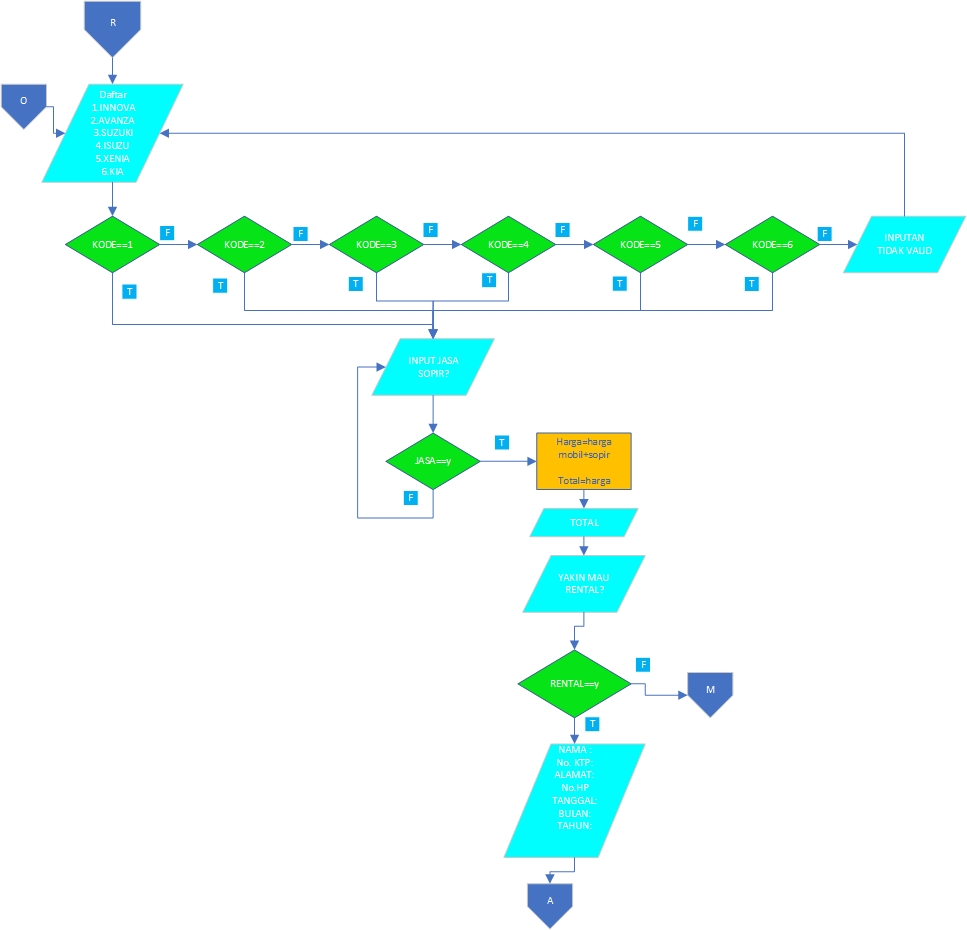 R
O
Daftar
1.INNOVA
2.AVANZA
3.SUZUKI
4.ISUZU
5.XENIA
6.KIA
KODE==1
F
KODE==2
F
KODE==3
F
KODE==4
F
KODE==5
F
KODE==6
F
INPUTAN
TIDAK VALID
T
T
T
T
T
T
INPUT JASA
SOPIR?
JASA==y
T
F
Harga=harga
mobil+sopir
Total=harga
TOTAL
YAKIN MAU
RENTAL?
RENTAL==y
F
M
T
NAMA :
No. KTP:
ALAMAT:
No.HP
TANGGAL:
BULAN:
TAHUN:
A